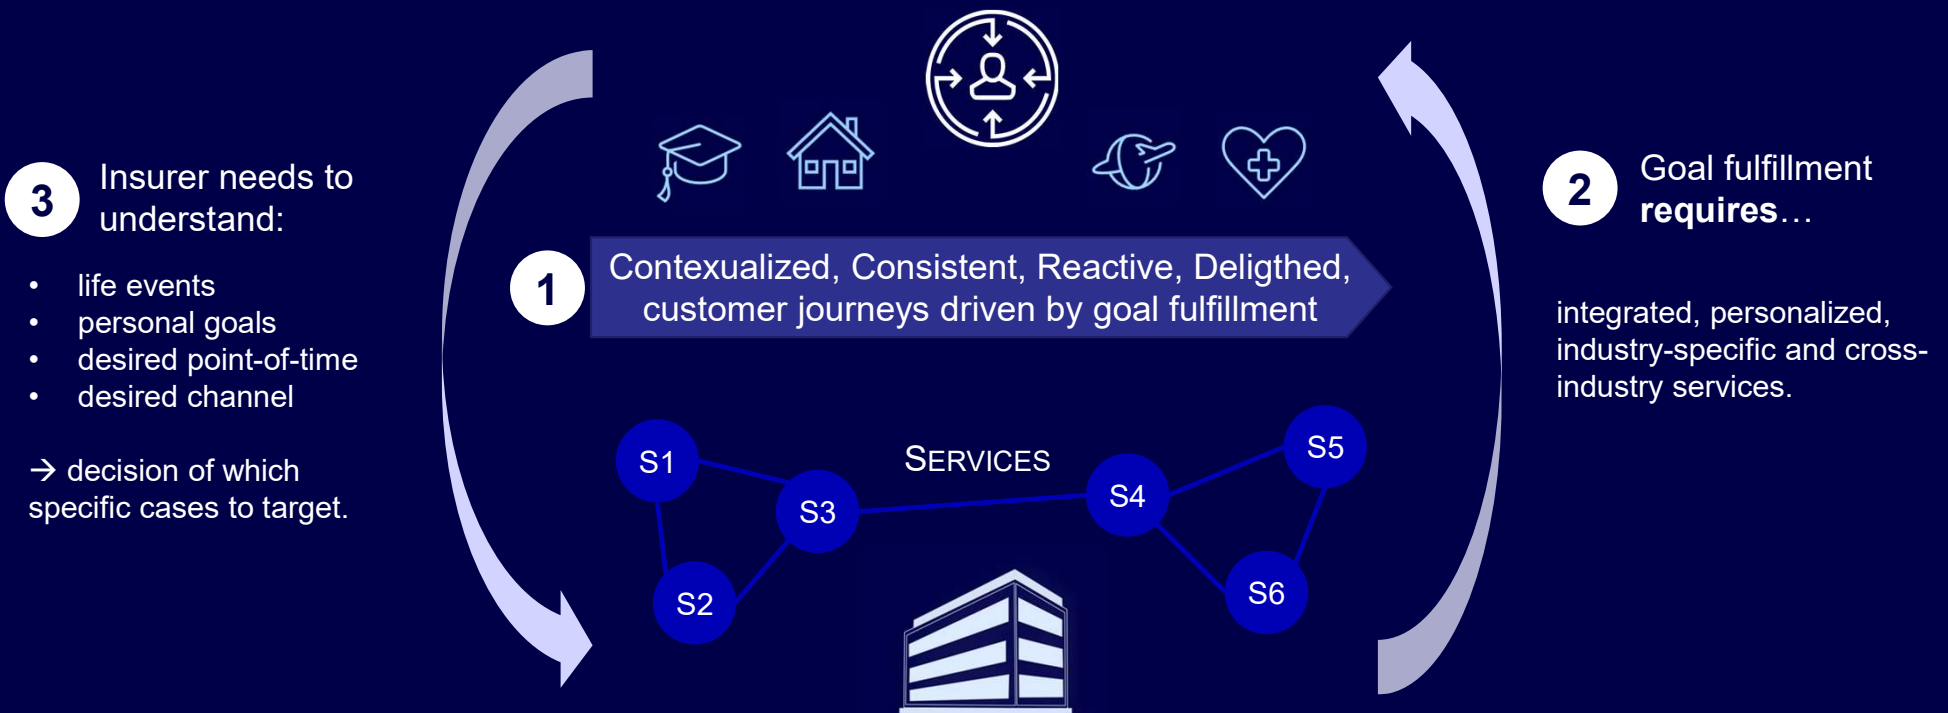 3
Insurer needs to
understand:
• life events
• personal goals
• desired point-of-time
• desired channel
→ decision of which
specific cases to target.
1
Contexualized, Consistent, Reactive, Deligthed,
customer journeys driven by goal fulfillment
SERVICES
S1
S2
S3
S4
S5
S6
2
Goal fulfillment
requires…
integrated, personalized,
industry-specific and cross-
industry services.